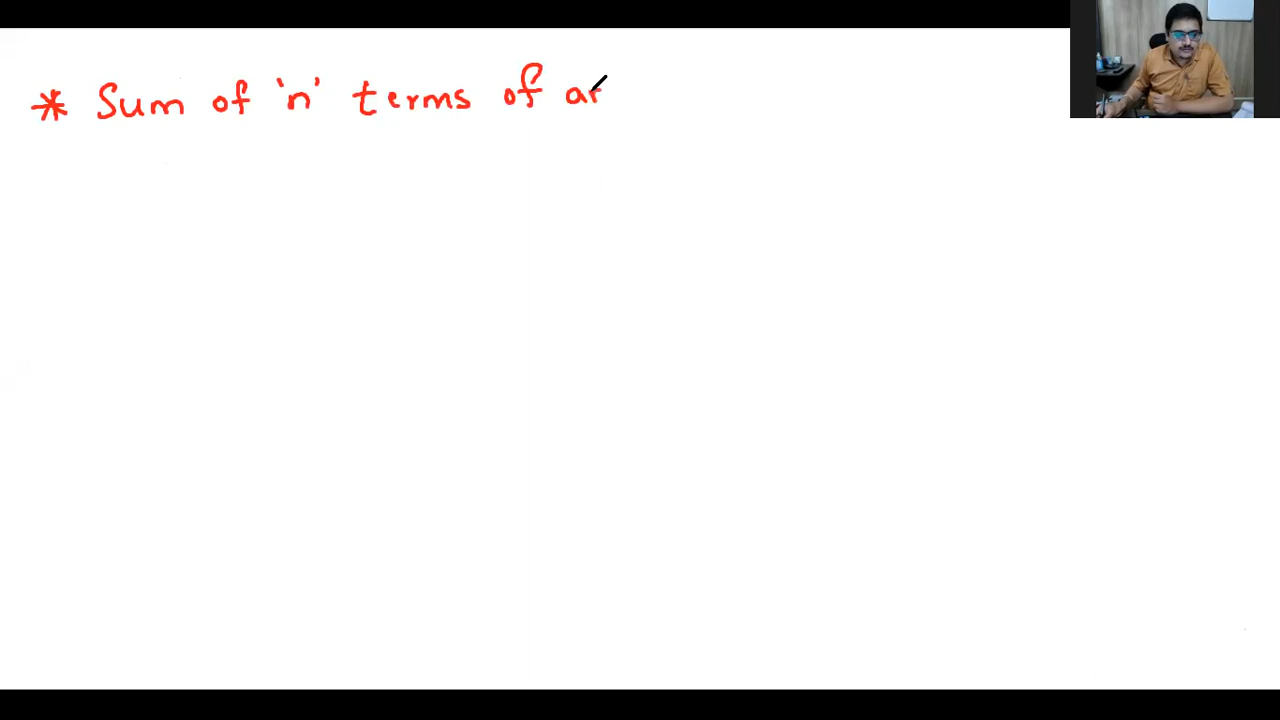 * Sum of 'n' terms of ar